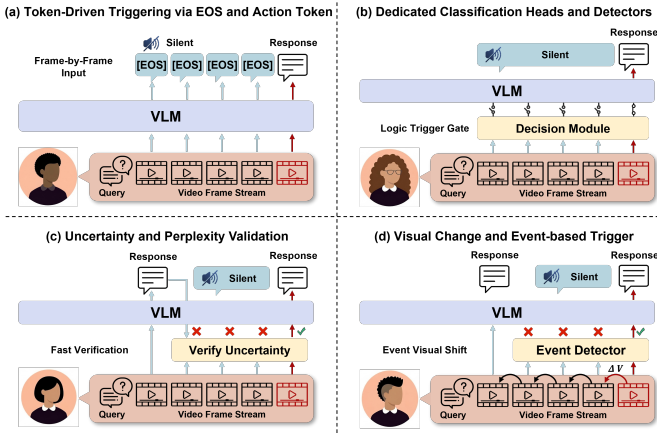 (a) Token-Driven Triggering via EOS and Action Token
Silent
Response
Frame-by-Frame
Input
[EOS] [EOS] [EOS] [EOS]
VLM
Query
Video Frame Stream
(b) Dedicated Classification Heads and Detectors
Response
Silent
VLM
Logic Trigger Gate
Decision Module
Query
Video Frame Stream
(c) Uncertainty and Perplexity Validation
Response
Silent
Response
VLM
Fast Verification
Verify Uncertainty
Query
Video Frame Stream
(d) Visual Change and Event-based Trigger
Response
Silent
Response
VLM
Event Visual Shift
Event Detector
Δ V
Query
Video Frame Stream